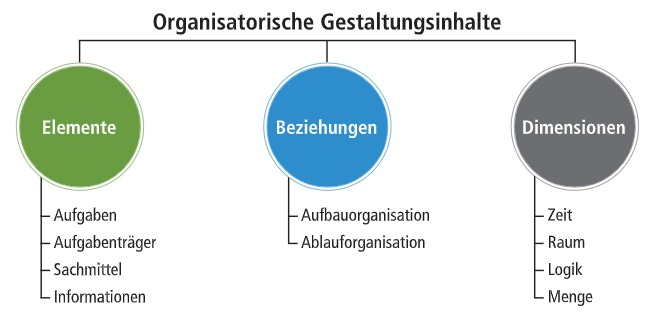 Organisatorische Gestaltungsinhalte
Elemente
Aufgaben
Aufgabenträger
Sachmittel
Informationen
Beziehungen
Aufbauorganisation
Ablauforganisation
Dimensionen
Zeit
Raum
Logik
Menge